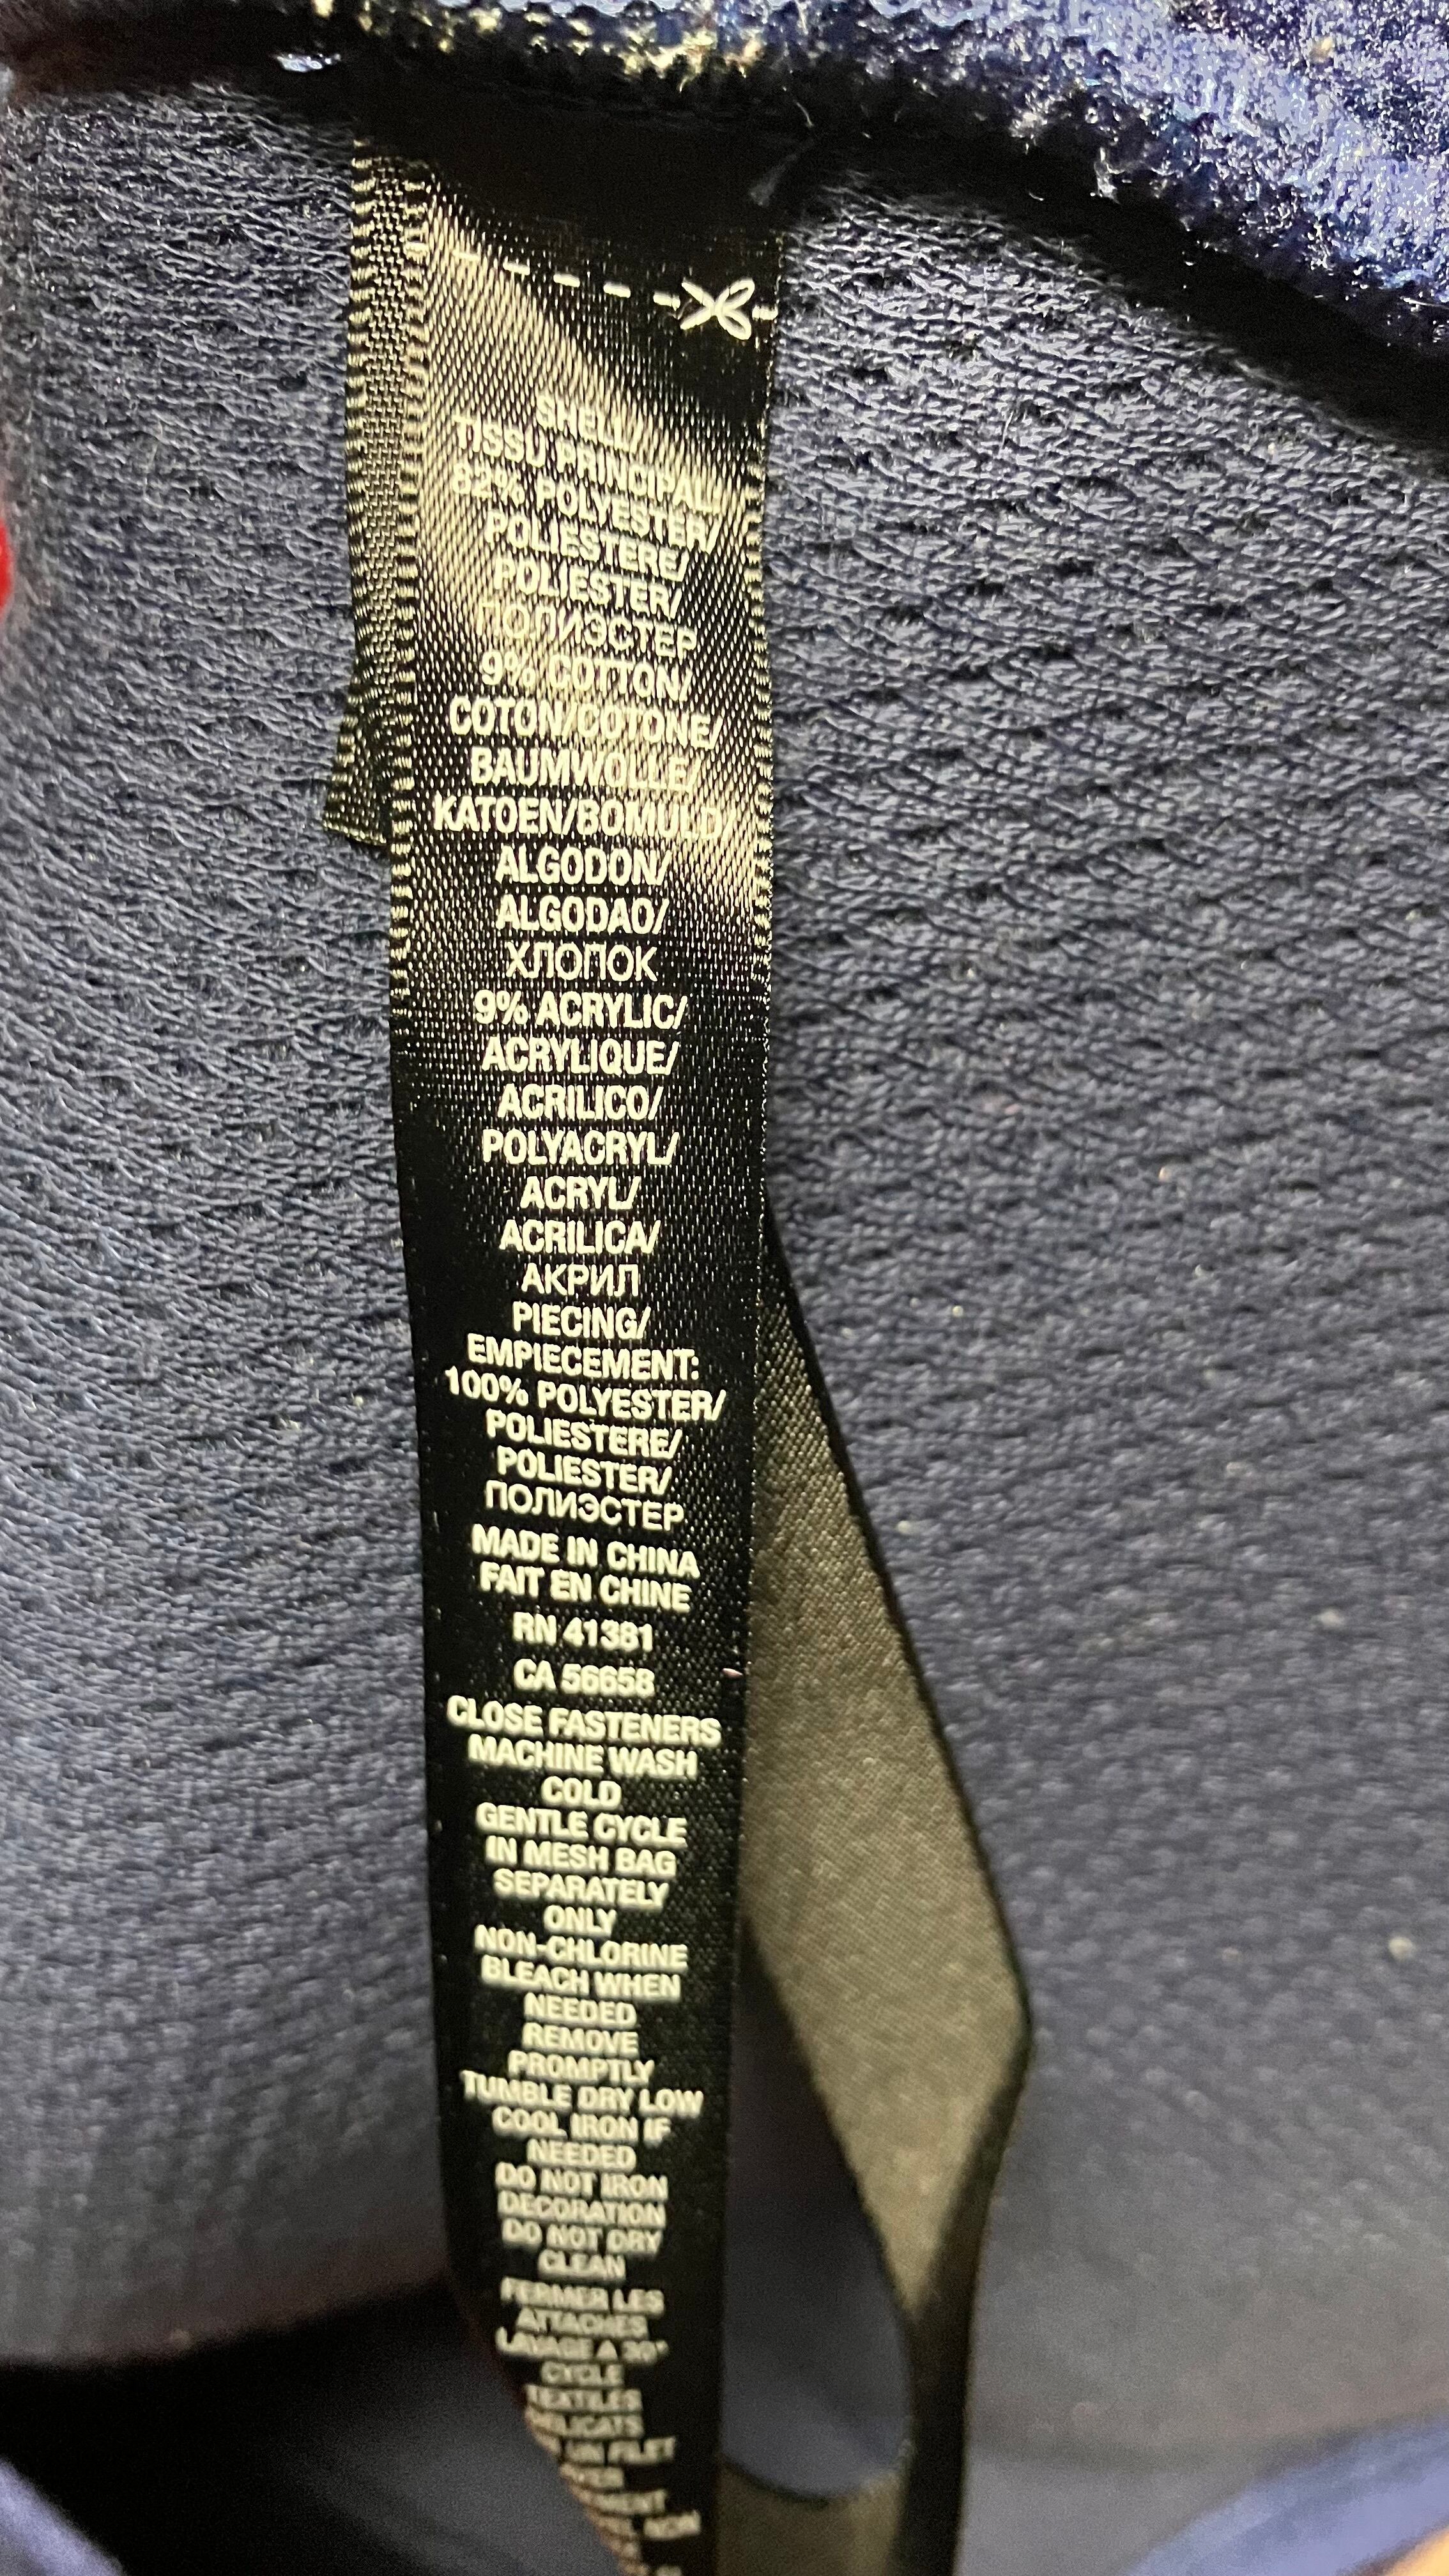 SHELL/
TISSU PRINCIPAL/
82% POLYESTER/
POLIESTERE/
POLIESTER/
ПОЛИЭСТЕР
9% COTTON/
COTON/COTONE/
BAUMWOLLE/
KATOEN/BOMULD/
ALGODON/
ALGODAO/
ХЛОПОК
9% ACRYLIC/
ACRYLIQUE/
ACRILICO/
POLYACRYL/
ACRYL/
ACRILICA/
АКРИЛ
PIECING/
EMPIECEMENT:
100% POLYESTER/
POLIESTERE/
POLIESTER/
ПОЛИЭСТЕР
MADE IN CHINA
FAIT EN CHINE
RN 41381
CA 56658
CLOSE FASTENERS
MACHINE WASH
COLD
GENTLE CYCLE
IN MESH BAG
SEPARATELY
ONLY
NON-CHLORINE
BLEACH WHEN
NEEDED
REMOVE
PROMPTLY
TUMBLE DRY LOW
COOL IRON IF
NEEDED
DO NOT IRON
DECORATION
DO NOT DRY
CLEAN
FERMER LES
ATTACHES
LAVAGE A 30°
CYCLE
TEXTILES
UN FILET